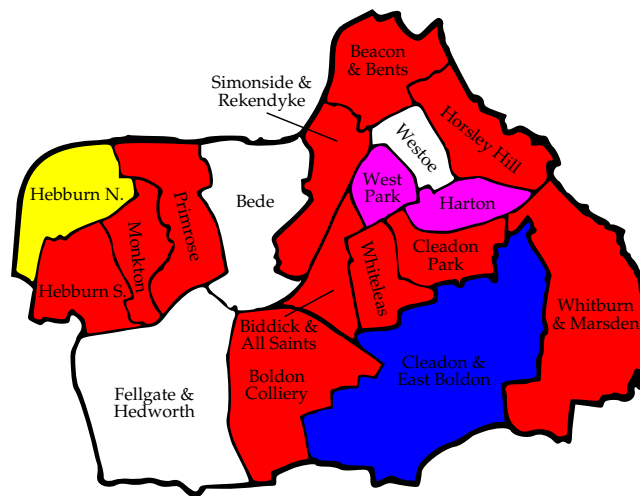 Beacon
& Bents
Simonside &
Rekendyke
Horsley Hill
Westoe
West
Park
Hebburn N.
Primrose
Bede
Harton
Monkton
Cleadon
Park
Whiteleas
Hebburn S.
Whitburn
& Marsden
Biddick &
All Saints
Cleadon &
East Boldon
Boldon
Colliery
Fellgate &
Hedworth